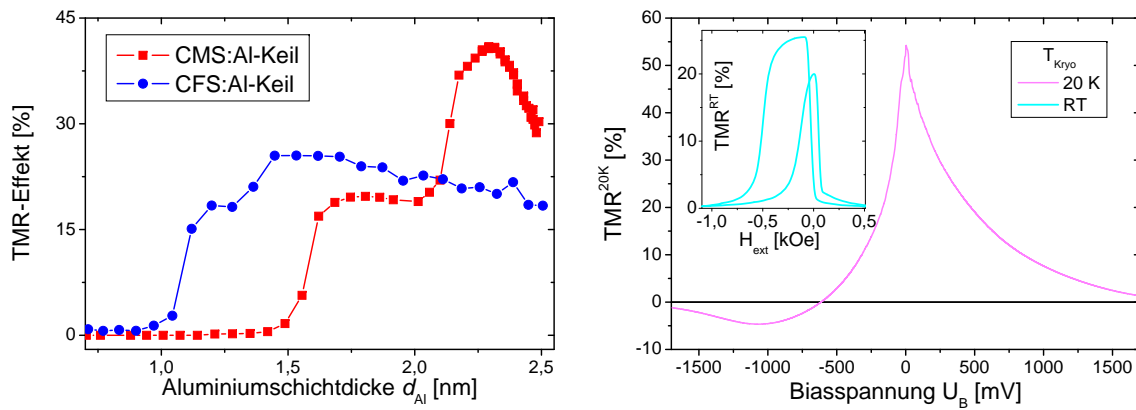 45
30
15
0
TMR-Effekt [%]
CMS:Al-Keil
CFS:Al-Keil
1,0
1,5
2,0
2,5
Aluminiumschichtdicke d_Al [nm]
60
50
40
30
20
10
0
-10
TMR^20K [%]
20
10
0
TMR^RT [%]
-1,0
-0,5
0,0
0,5
H_ext [kOe]
T_Kryo
20 K
RT
-1500
-1000
-500
0
500
1000
1500
Biasspannung U_B [mV]